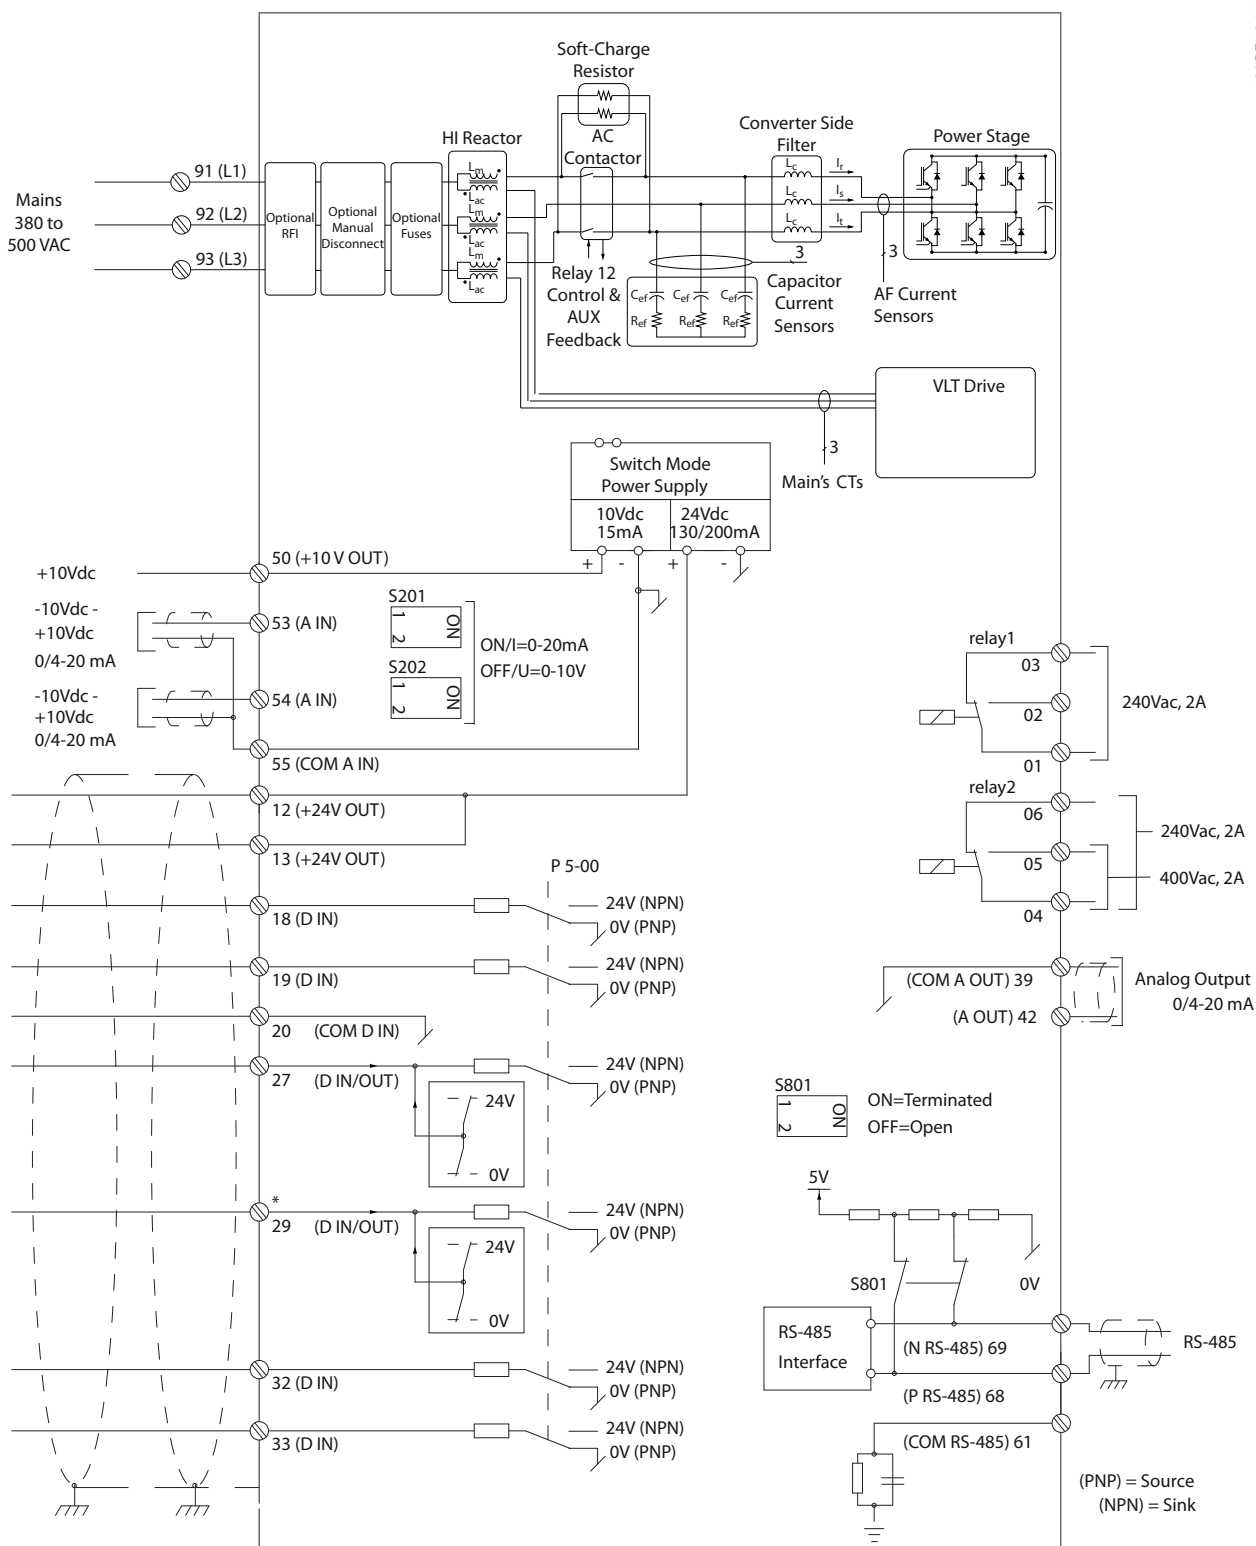 Soft-Charge
Resistor
AC
Contactor
HI Reactor
Converter Side
Filter
Power Stage
Mains
380 to
500 VAC
91 (L1)
92 (L2)
93 (L3)
Optional
RFI
Optional
Manual
Disconnect
Optional
Fuses
Lm
Lac
Lm
Lac
Lm
Lac
Lc
Lc
Lc
Ir
Is
It
3
3
Relay 12
Control &
AUX
Feedback
Cef
Cef
Cef
Ref
Ref
Ref
Capacitor
Current
Sensors
AF Current
Sensors
VLT Drive
3
Main's CTs
Switch Mode
Power Supply
10Vdc
15mA
24Vdc
130/200mA
+ - + -
+10Vdc
50 (+10 V OUT)
-10Vdc -
+10Vdc
0/4-20 mA
53 (A IN)
-10Vdc -
+10Vdc
0/4-20 mA
54 (A IN)
55 (COM A IN)
S201
1
2
ON
S202
1
2
ON
ON/I=0-20mA
OFF/U=0-10V
12 (+24V OUT)
13 (+24V OUT)
P 5-00
18 (D IN)
24V (NPN)
0V (PNP)
19 (D IN)
24V (NPN)
0V (PNP)
20 (COM D IN)
27 (D IN/OUT)
24V (NPN)
0V (PNP)
24V
0V
*
29 (D IN/OUT)
24V (NPN)
0V (PNP)
24V
0V
32 (D IN)
24V (NPN)
0V (PNP)
33 (D IN)
24V (NPN)
0V (PNP)
relay1
03
02
01
240Vac, 2A
relay2
06
05
04
240Vac, 2A
400Vac, 2A
(COM A OUT) 39
(A OUT) 42
Analog Output
0/4-20 mA
S801
1
2
ON
ON=Terminated
OFF=Open
5V
S801
0V
RS-485
Interface
(N RS-485) 69
(P RS-485) 68
(COM RS-485) 61
RS-485
(PNP) = Source
(NPN) = Sink